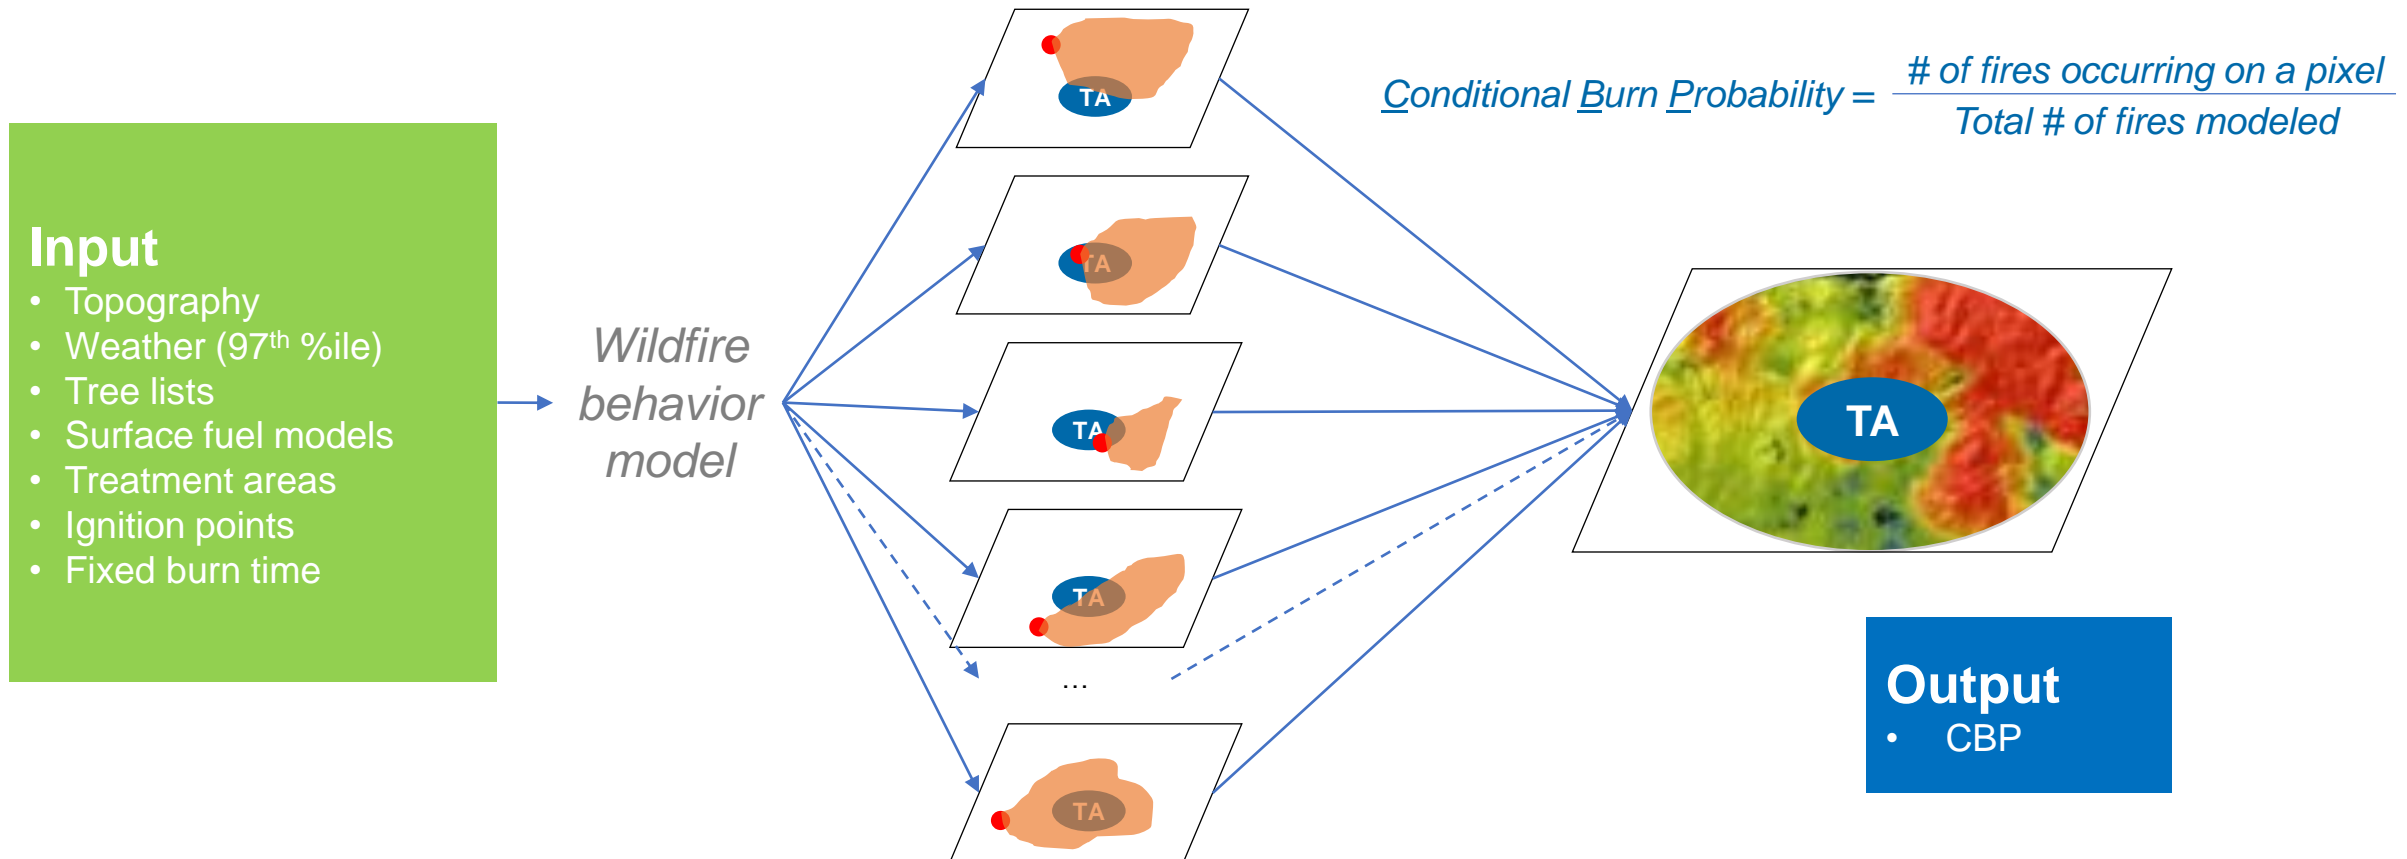 Input
• Topography
• Weather (97th %ile)
• Tree lists
• Surface fuel models
• Treatment areas
• Ignition points
• Fixed burn time
Wildfire
behavior
model
TA
TA
TA
TA
...
TA
Conditional Burn Probability =
# of fires occurring on a pixel
Total # of fires modeled
TA
Output
• CBP